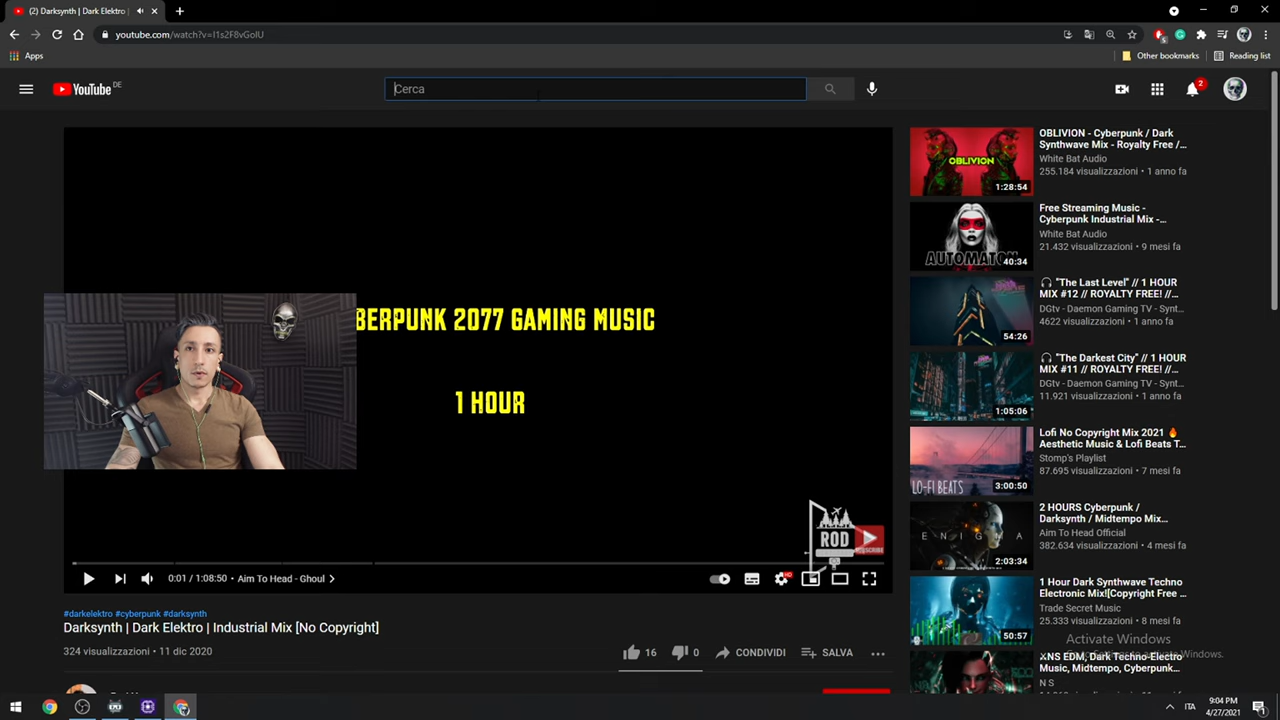 (2) Darksynth | Dark Elektro |
youtube.com/watch?v=I1s2F8vGoIU
Apps
Other bookmarks
Reading list
YouTube DE
Cerca
2
BERPUNK 2077 GAMING MUSIC
1 HOUR
ROD
SUBSCRIBE
0:01 / 1:08:50 • Aim To Head - Ghoul
HD
#darkelektro #cyberpunk #darksynth
Darksynth | Dark Elektro | Industrial Mix [No Copyright]
324 visualizzazioni • 11 dic 2020
16
0
CONDIVIDI
SALVA
OBLIVION
1:28:54
OBLIVION - Cyberpunk / Dark
Synthwave Mix - Royalty Free /...
White Bat Audio
255.184 visualizzazioni • 1 anno fa
AUTOMATON
40:34
Free Streaming Music -
Cyberpunk Industrial Mix -...
White Bat Audio
21.432 visualizzazioni • 9 mesi fa
54:26
"The Last Level" // 1 HOUR
MIX #12 // ROYALTY FREE! //...
DGtv - Daemon Gaming TV - Synt...
4622 visualizzazioni • 1 anno fa
1:05:06
"The Darkest City" // 1 HOUR
MIX #11 // ROYALTY FREE! //...
DGtv - Daemon Gaming TV - Synt...
11.921 visualizzazioni • 1 anno fa
LO-FI BEATS
3:00:50
Lofi No Copyright Mix 2021 🔥
Aesthetic Music & Lofi Beats T...
Stomp's Playlist
87.695 visualizzazioni • 7 mesi fa
ENIGMA
2:03:34
2 HOURS Cyberpunk /
Darksynth / Midtempo Mix...
Aim To Head Official
382.634 visualizzazioni • 4 mesi fa
50:57
1 Hour Dark Synthwave Techno
Electronic Mix![Copyright Free ...
Trade Secret Music
25.333 visualizzazioni • 8 mesi fa
Activate Windows
XNS EDM, Dark Techno-Electro
Music, Midtempo, Cyberpunk...
N S
ITA
9:04 PM
4/27/2021
1